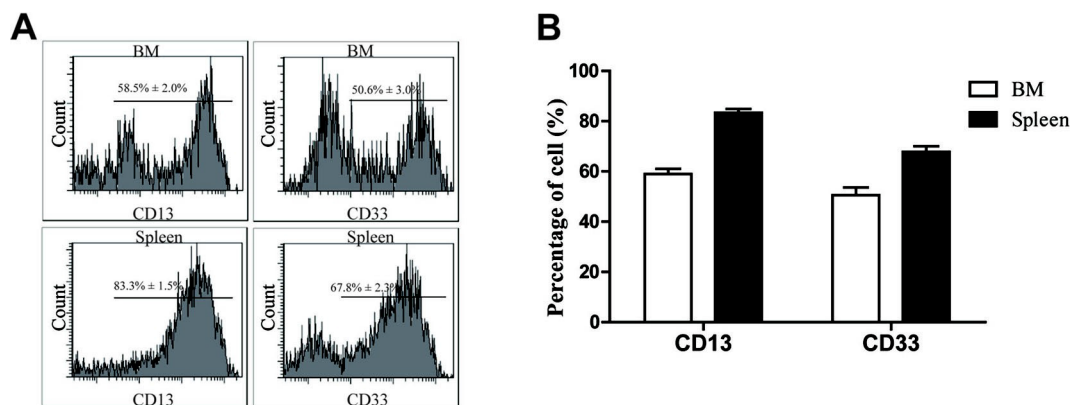 A
BM
58.5% ± 2.0%
Count
CD13
BM
50.6% ± 3.0%
Count
CD33
Spleen
83.3% ± 1.5%
Count
CD13
Spleen
67.8% ± 2.3%
Count
CD33
B
Percentage of cell (%)
100
80
60
40
20
0
CD13
CD33
BM
Spleen